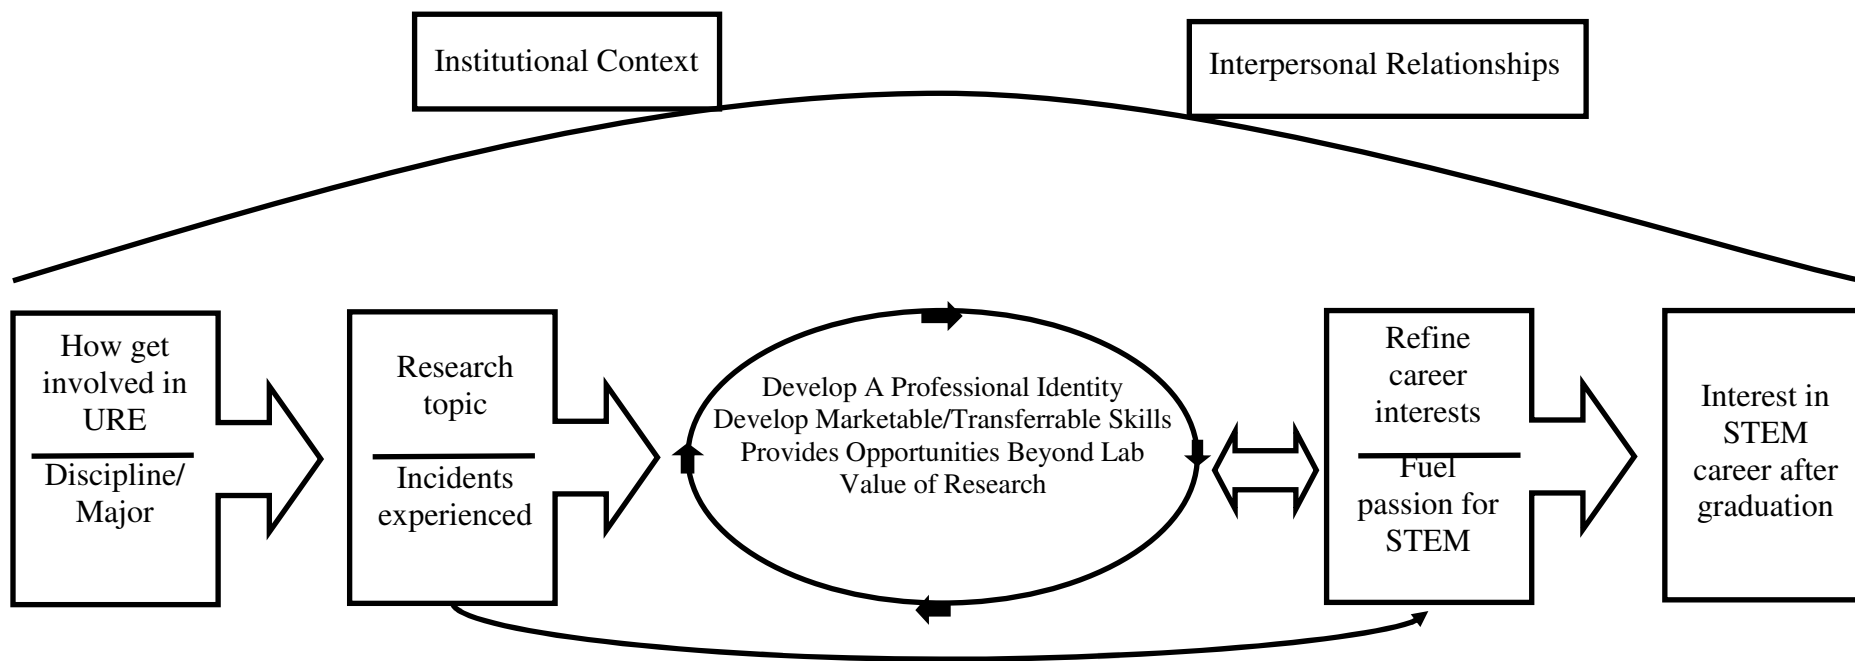 Institutional Context
Interpersonal Relationships
How get
involved in
URE
Discipline/
Major
Research
topic
Incidents
experienced
Develop A Professional Identity
Develop Marketable/Transferrable Skills
Provides Opportunities Beyond Lab
Value of Research
Refine
career
interests
Fuel
passion for
STEM
Interest in
STEM
career after
graduation